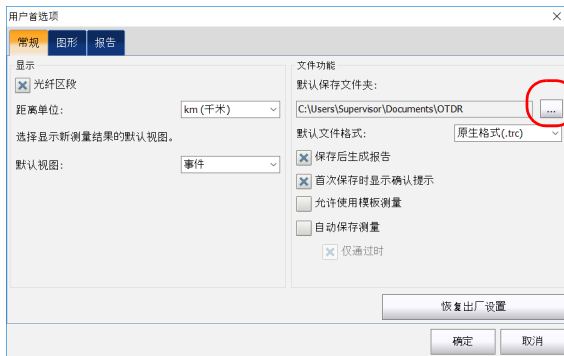 用户首选项
常规 图形 报告
显示
光纤区段
距离单位: km (千米)
选择显示新测量结果的默认视图。
默认视图: 事件
文件功能
默认保存文件夹:
C:\Users\Supervisor\Documents\OTDR ...
默认文件格式: 原生格式(.trc)
保存后生成报告
首次保存时显示确认提示
允许使用模板测量
自动保存测量
仅通过时
恢复出厂设置
确定 取消